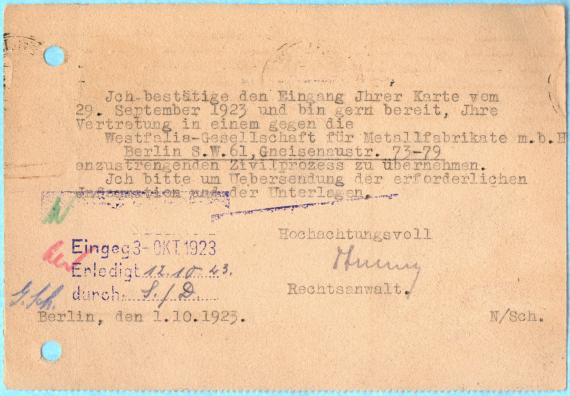 Jch bestätige den Eingang Jhrer Karte vom
29. September 1923 und bin gern bereit, Jhre
Vertretung in einem gegen die
Westfalia-Gesellschaft für Metallfabrikate m.b.H
Berlin S.W.61,Gneisenaustr. 73-79
anzustrengenden Zivilprozess zu übernehmen.
Jch bitte um Uebersendung der erforderlichen
Jnformation und der Unterlagen.
Hochachtungsvoll
Eingeg 3-OKT.1923
Erledigt 12.10.23.
durch S./D.
Rechtsanwalt.
Berlin, den 1.10.1923.
N/Sch.